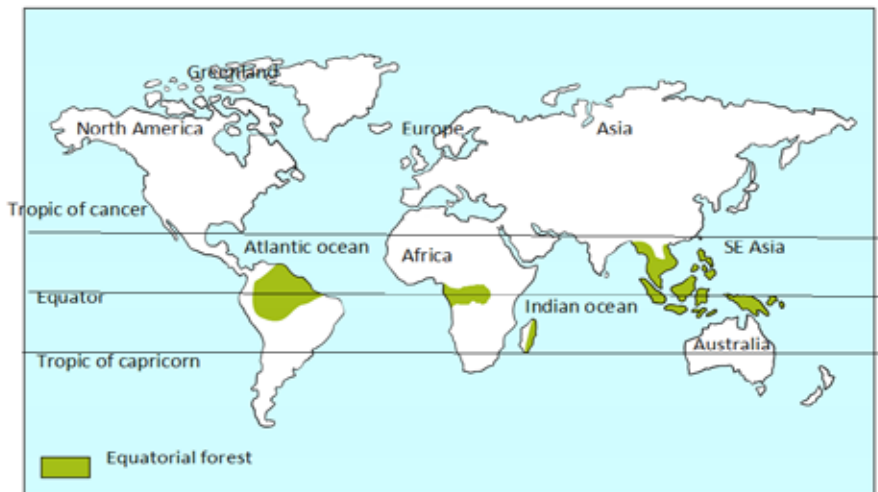 Greenland
North America
Europe
Asia
Tropic of cancer
Atlantic ocean
Africa
SE Asia
Equator
Indian ocean
Australia
Tropic of capricorn
Equatorial forest